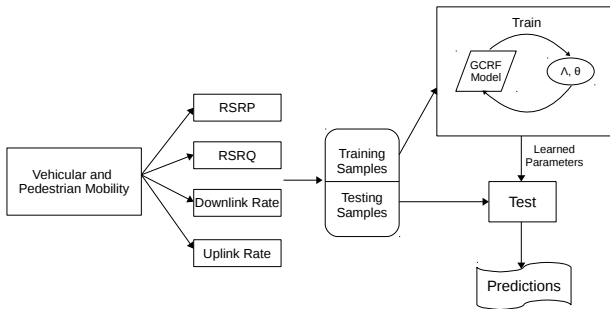 Train
GCRF
Model
Λ, θ
RSRP
RSRQ
Vehicular and
Pedestrian Mobility
Downlink Rate
Uplink Rate
Training
Samples
Testing
Samples
Learned
Parameters
Test
Predictions